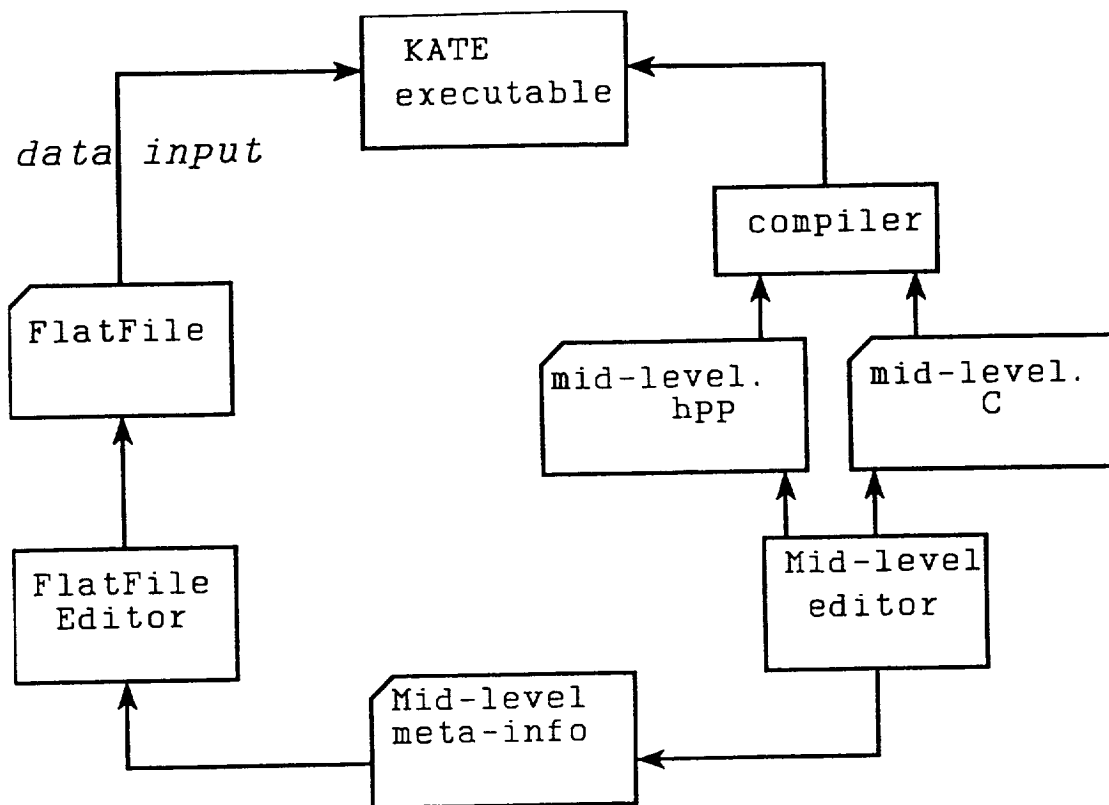 KATE
executable
data input
compiler
FlatFile
mid-level.
hpp
mid-level.
C
FlatFile
Editor
Mid-level
editor
Mid-level
meta-info